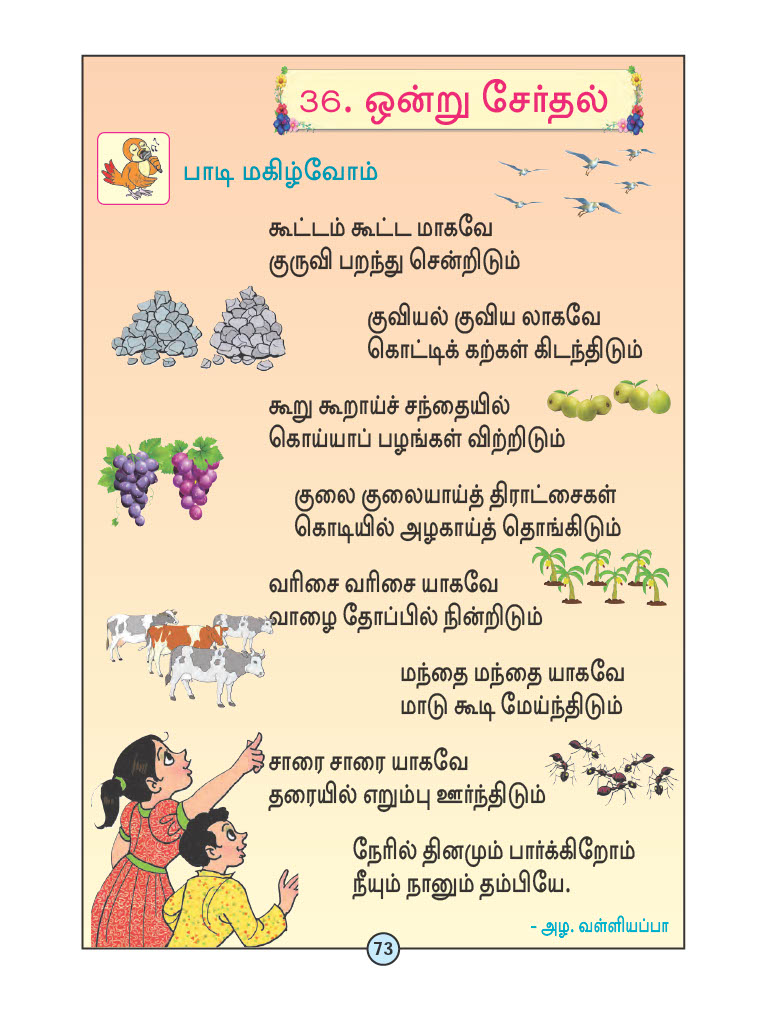 36. ஒன்று சேர்தல்
பாடி மகிழ்வோம்
கூட்டம் கூட்ட மாகவே
குருவி பறந்து சென்றிடும்
குவியல் குவிய லாகவே
கொட்டிக் கற்கள் கிடந்திடும்
கூறு கூறாய்ச் சந்தையில்
கொய்யாப் பழங்கள் விற்றிடும்
குலை குலையாய்த் திராட்சைகள்
கொடியில் அழகாய்த் தொங்கிடும்
வரிசை வரிசை யாகவே
வாழை தோப்பில் நின்றிடும்
மந்தை மந்தை யாகவே
மாடு கூடி மேய்ந்திடும்
சாரை சாரை யாகவே
தரையில் எறும்பு ஊர்ந்திடும்
நேரில் தினமும் பார்க்கிறோம்
நீயும் நானும் தம்பியே.
- அழ. வள்ளியப்பா
73